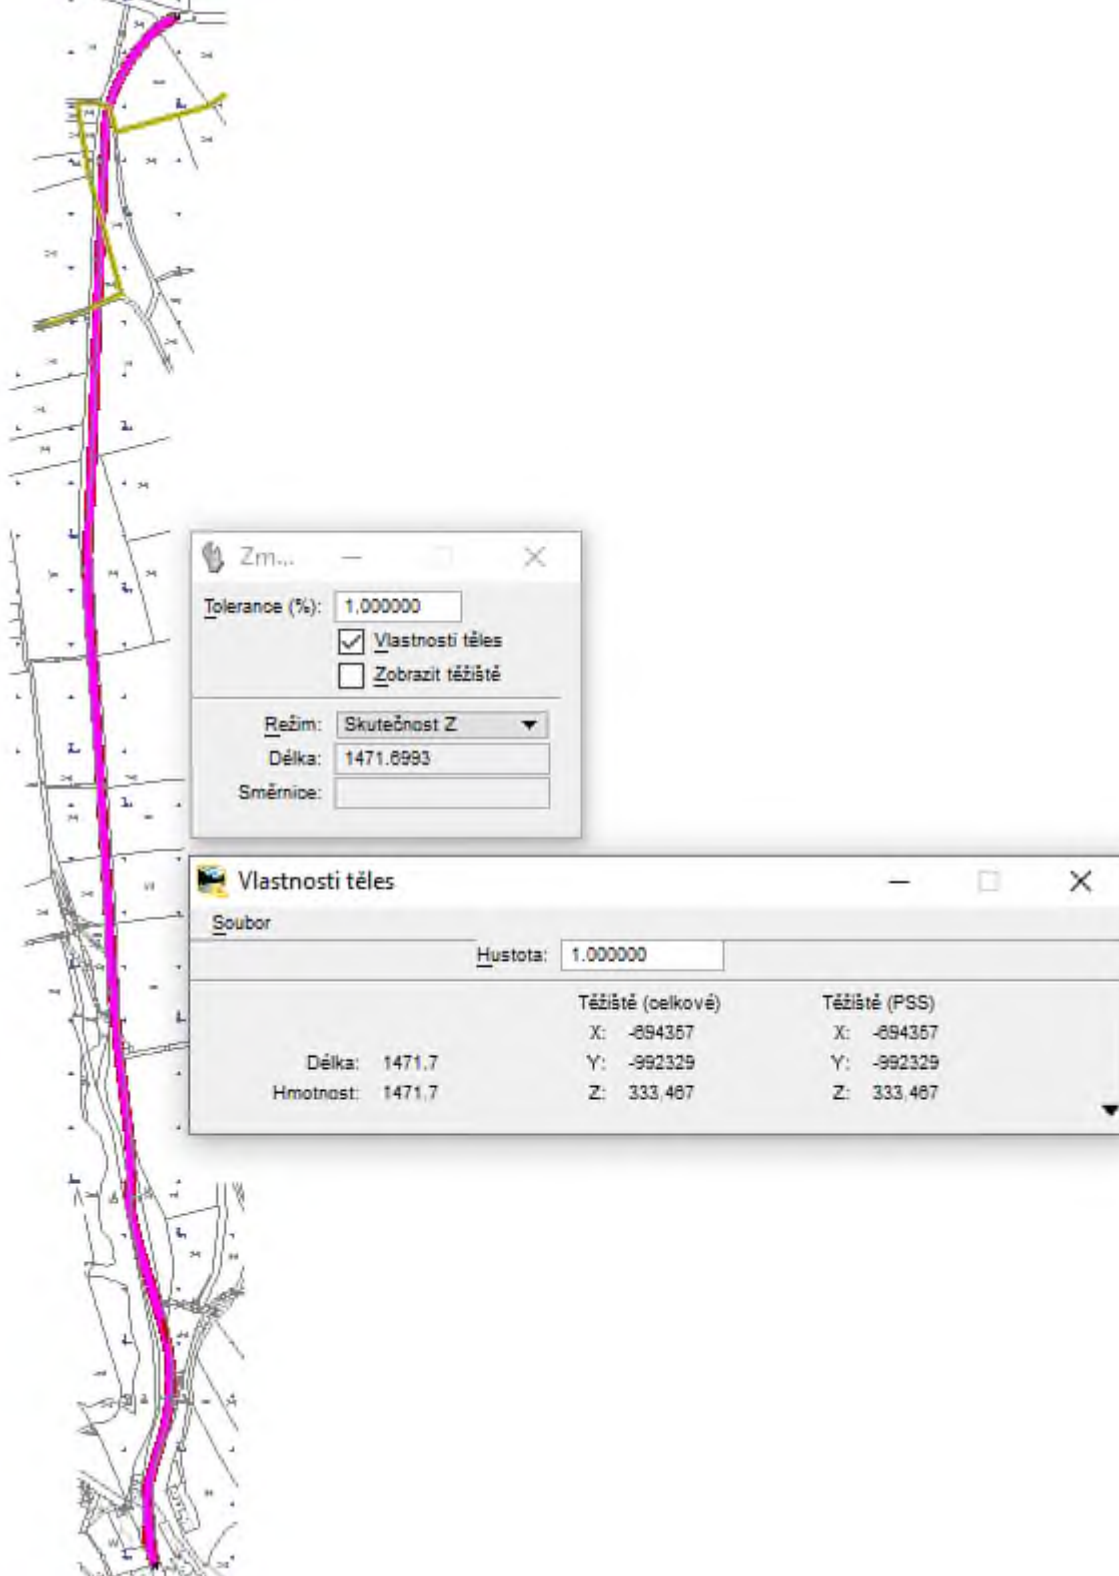 Zm...
Tolerance (%): 1.000000
Vlastnosti těles
Zobrazit těžiště
Režim: Skutečnost Z
Délka: 1471.6993
Směrnice:
Vlastnosti těles
Soubor
Hustota: 1.000000
Těžiště (celkové) Těžiště (PSS)
X: -694357 X: -694357
Délka: 1471.7 Y: -992329 Y: -992329
Hmotnost: 1471.7 Z: 333,467 Z: 333,467